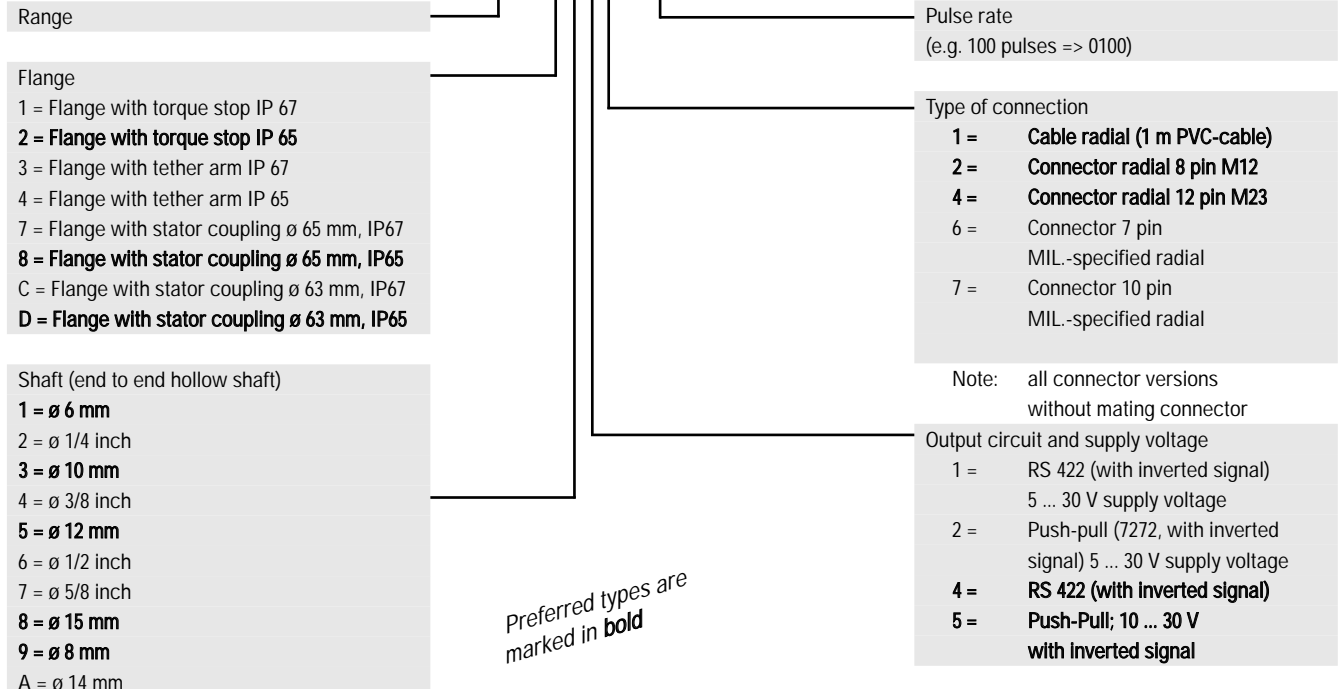 Range
Flange
1 = Flange with torque stop IP 67
2 = Flange with torque stop IP 65
3 = Flange with tether arm IP 67
4 = Flange with tether arm IP 65
7 = Flange with stator coupling ø 65 mm, IP67
8 = Flange with stator coupling ø 65 mm, IP65
C = Flange with stator coupling ø 63 mm, IP67
D = Flange with stator coupling ø 63 mm, IP65
Shaft (end to end hollow shaft)
1 = ø 6 mm
2 = ø 1/4 inch
3 = ø 10 mm
4 = ø 3/8 inch
5 = ø 12 mm
6 = ø 1/2 inch
7 = ø 5/8 inch
8 = ø 15 mm
9 = ø 8 mm
A = ø 14 mm
Preferred types are
marked in bold
Pulse rate
(e.g. 100 pulses => 0100)
Type of connection
1 = Cable radial (1 m PVC-cable)
2 = Connector radial 8 pin M12
4 = Connector radial 12 pin M23
6 = Connector 7 pin
MIL.-specified radial
7 = Connector 10 pin
MIL.-specified radial
Note: all connector versions
without mating connector
Output circuit and supply voltage
1 = RS 422 (with inverted signal)
5 ... 30 V supply voltage
2 = Push-pull (7272, with inverted
signal) 5 ... 30 V supply voltage
4 = RS 422 (with inverted signal)
5 = Push-Pull; 10 ... 30 V
with inverted signal